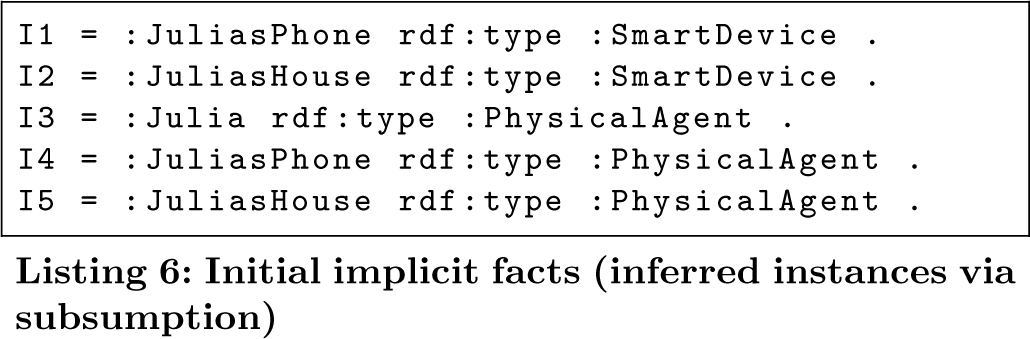 I1 = :JuliasPhone rdf:type :SmartDevice .
I2 = :JuliasHouse rdf:type :SmartDevice .
I3 = :Julia rdf:type :PhysicalAgent .
I4 = :JuliasPhone rdf:type :PhysicalAgent .
I5 = :JuliasHouse rdf:type :PhysicalAgent .
Listing 6: Initial implicit facts (inferred instances via
subsumption)